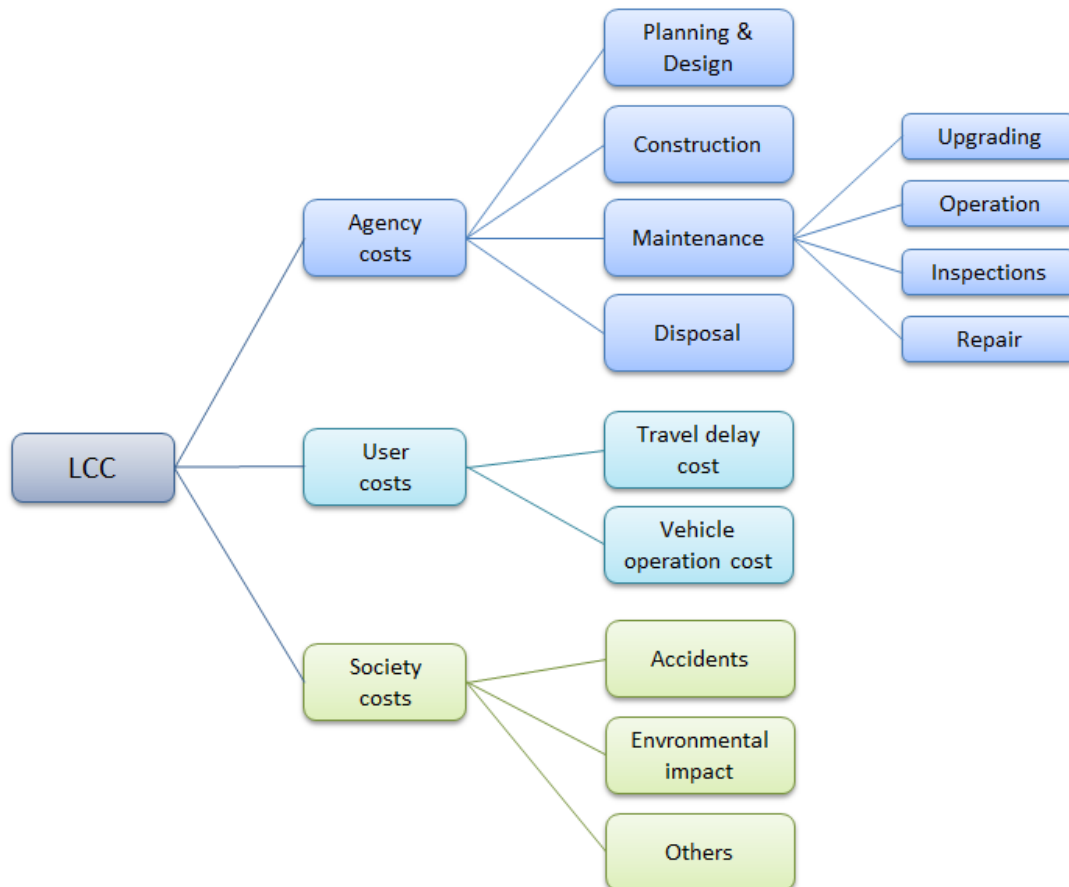 LCC
Agency
costs
Planning &
Design
Construction
Maintenance
Upgrading
Operation
Inspections
Repair
Disposal
User
costs
Travel delay
cost
Vehicle
operation cost
Society
costs
Accidents
Envronmental
impact
Others